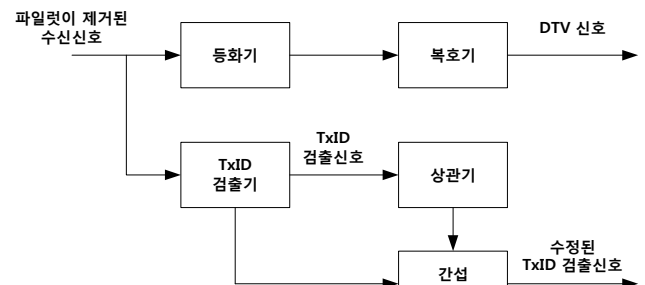 파일럿이 제거된
수신신호
등화기
복호기
DTV 신호
TxID
검출기
TxID
검출신호
상관기
간섭
수정된
TxID 검출신호